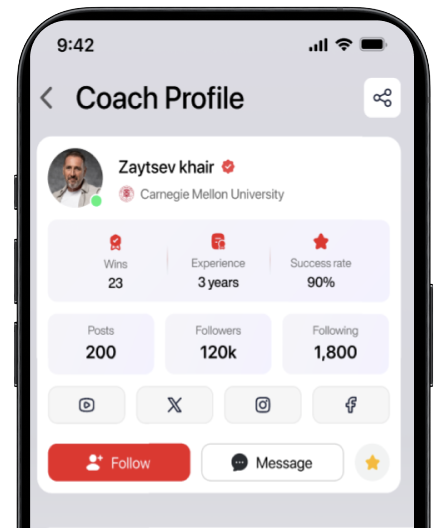 9:42
Coach Profile
Zaytsev khair
Carnegie Mellon University
Wins
23
Experience
3 years
Success rate
90%
Posts
200
Followers
120k
Following
1,800
Follow
Message